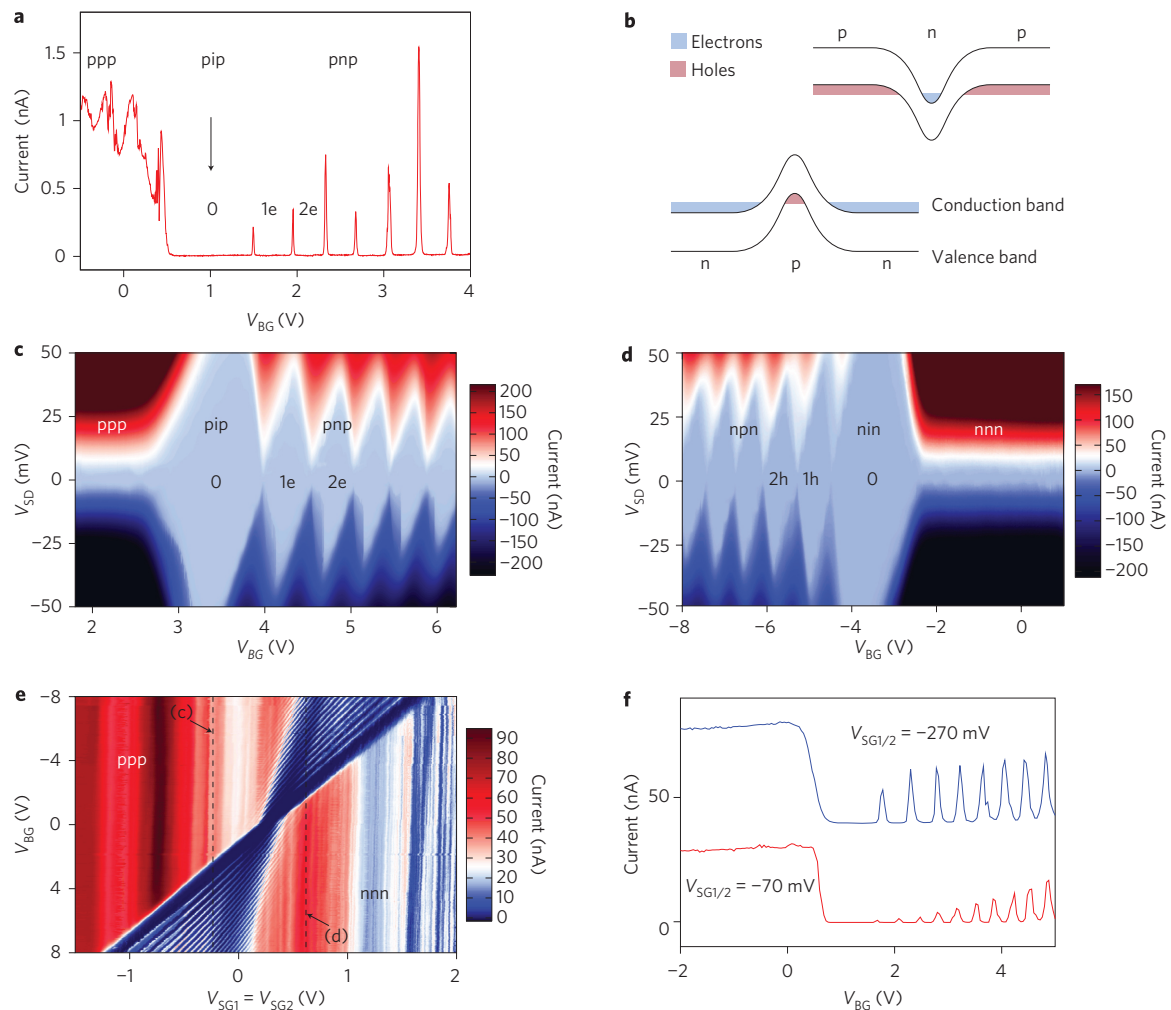 a
Current (nA)
1.5
1
0.5
0
ppp
pip
pnp
0
1e
2e
0
1
2
3
4
V_BG (V)
b
Electrons
Holes
p
n
p
Conduction band
Valence band
n
p
n
c
V_SD (mV)
50
25
0
−25
−50
ppp
pip
pnp
0
1e
2e
2
3
4
5
6
V_BG (V)
200
150
100
50
0
−50
−100
−150
−200
Current (nA)
d
V_SD (mV)
50
25
0
−25
−50
npn
nin
nnn
2h
1h
0
−8
−6
−4
−2
0
V_BG (V)
150
100
50
0
−50
−100
−150
−200
Current (nA)
e
V_BG (V)
−8
−4
0
4
8
(c)
ppp
nnn
(d)
−1
0
1
2
V_SG1 = V_SG2 (V)
90
80
70
60
50
40
30
20
10
0
Current (nA)
f
Current (nA)
50
0
V_SG1/2 = −270 mV
V_SG1/2 = −70 mV
−2
0
2
4
V_BG (V)